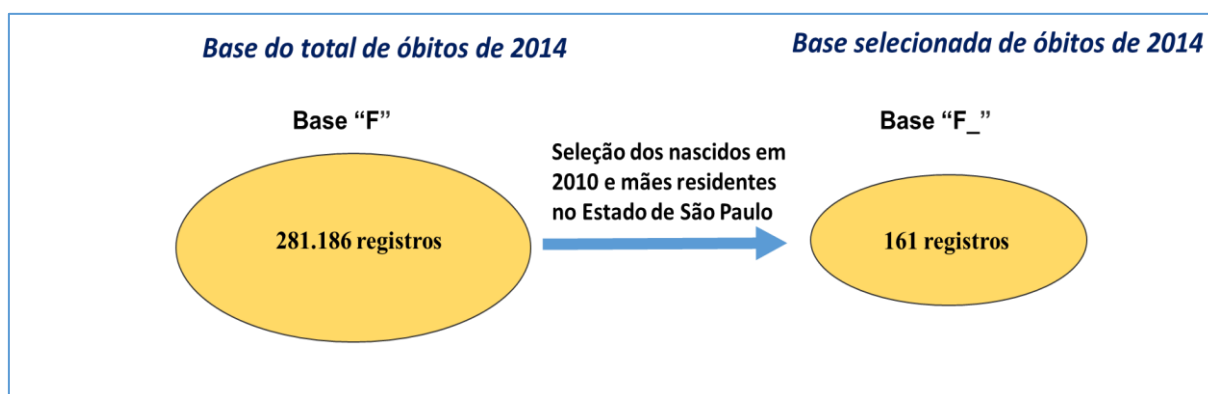 Base do total de óbitos de 2014
Base selecionada de óbitos de 2014
Base “F”
Base “F_”
Seleção dos nascidos em
2010 e mães residentes
no Estado de São Paulo
281.186 registros
161 registros